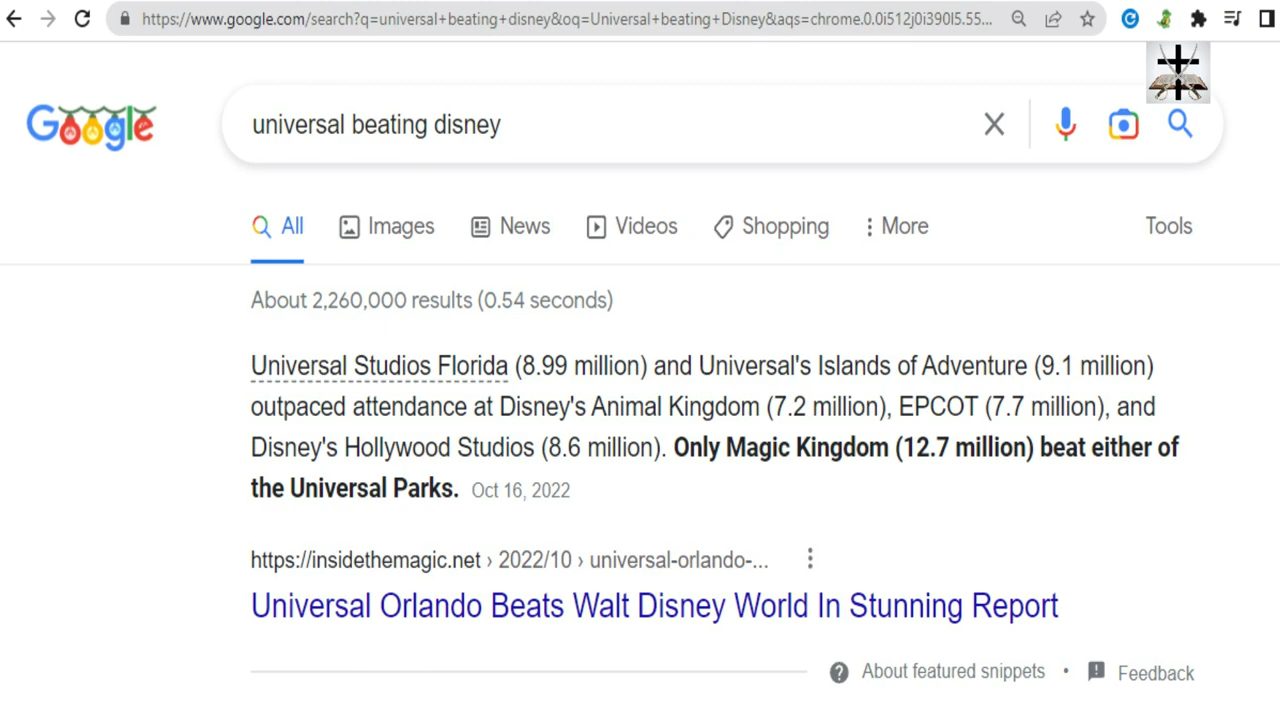 https://www.google.com/search?q=universal+beating+disney&oq=Universal+beating+Disney&aqs=chrome.0.0i512j0i390l5.55...
Google
universal beating disney
All Images News Videos Shopping More Tools
About 2,260,000 results (0.54 seconds)
Universal Studios Florida (8.99 million) and Universal's Islands of Adventure (9.1 million)
outpaced attendance at Disney's Animal Kingdom (7.2 million), EPCOT (7.7 million), and
Disney's Hollywood Studios (8.6 million). Only Magic Kingdom (12.7 million) beat either of
the Universal Parks. Oct 16, 2022
https://insidethemagic.net › 2022/10 › universal-orlando-...
Universal Orlando Beats Walt Disney World In Stunning Report
About featured snippets • Feedback